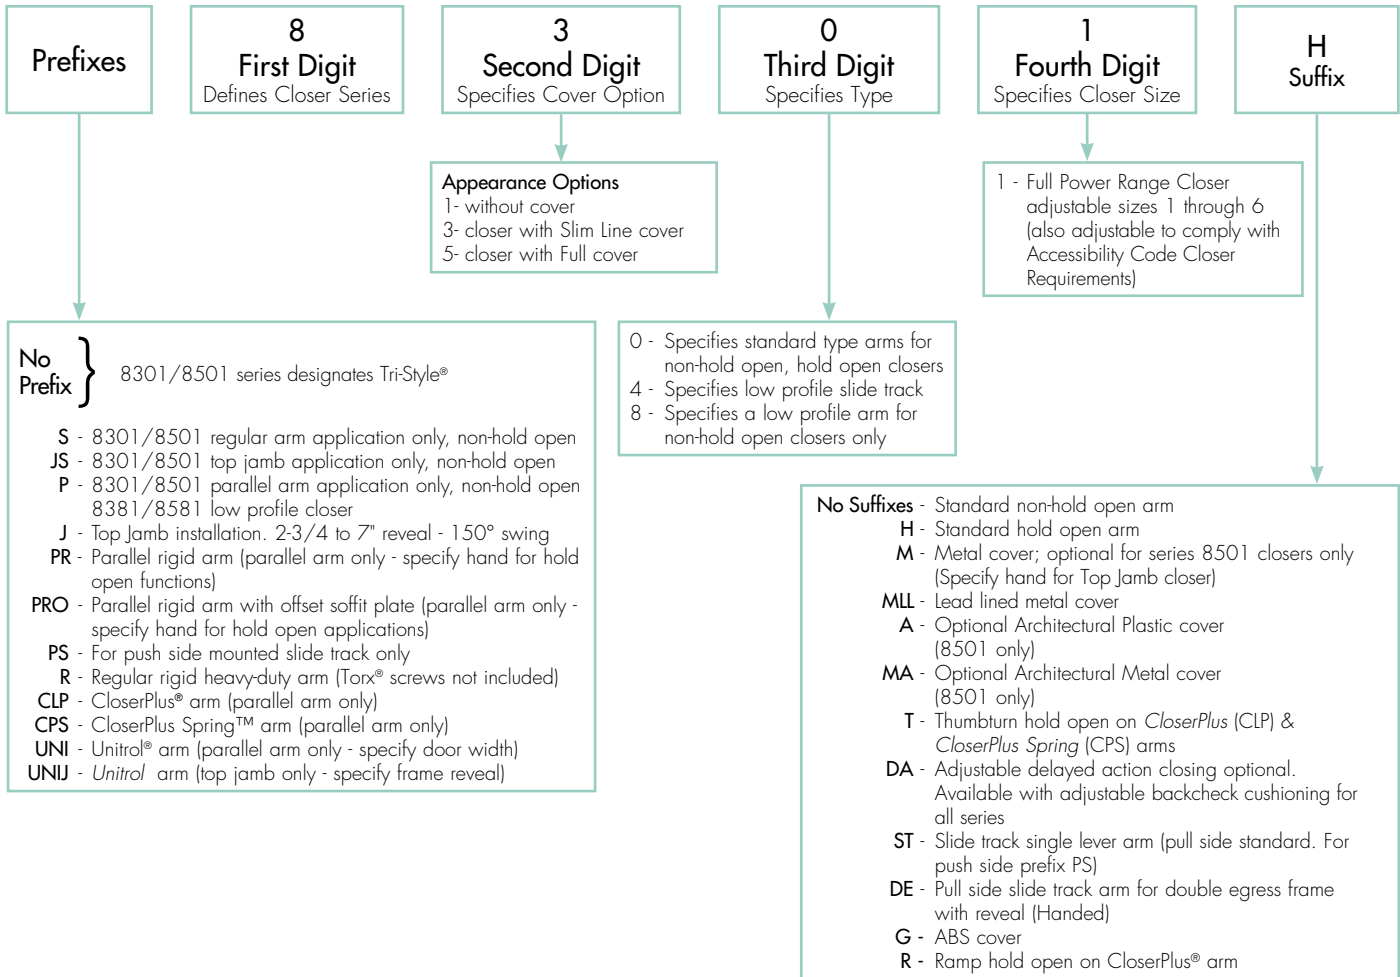 Prefixes
8
First Digit
Defines Closer Series
3
Second Digit
Specifies Cover Option
0
Third Digit
Specifies Type
1
Fourth Digit
Specifies Closer Size
H
Suffix
Appearance Options
1- without cover
3- closer with Slim Line cover
5- closer with Full cover
1 - Full Power Range Closer
adjustable sizes 1 through 6
(also adjustable to comply with
Accessibility Code Closer
Requirements)
No
Prefix } 8301/8501 series designates Tri-Style®
S - 8301/8501 regular arm application only, non-hold open
JS - 8301/8501 top jamb application only, non-hold open
P - 8301/8501 parallel arm application only, non-hold open
8381/8581 low profile closer
J - Top Jamb installation. 2-3/4 to 7" reveal - 150° swing
PR - Parallel rigid arm (parallel arm only - specify hand for hold
open functions)
PRO - Parallel rigid arm with offset soffit plate (parallel arm only -
specify hand for hold open applications)
PS - For push side mounted slide track only
R - Regular rigid heavy-duty arm (Torx® screws not included)
CLP - CloserPlus® arm (parallel arm only)
CPS - CloserPlus Spring™ arm (parallel arm only)
UNI - Unitrol® arm (parallel arm only - specify door width)
UNIJ - Unitrol arm (top jamb only - specify frame reveal)
0 - Specifies standard type arms for
non-hold open, hold open closers
4 - Specifies low profile slide track
8 - Specifies a low profile arm for
non-hold open closers only
No Suffixes - Standard non-hold open arm
H - Standard hold open arm
M - Metal cover; optional for series 8501 closers only
(Specify hand for Top Jamb closer)
MLL - Lead lined metal cover
A - Optional Architectural Plastic cover
(8501 only)
MA - Optional Architectural Metal cover
(8501 only)
T - Thumbturn hold open on CloserPlus (CLP) &
CloserPlus Spring (CPS) arms
DA - Adjustable delayed action closing optional.
Available with adjustable backcheck cushioning for
all series
ST - Slide track single lever arm (pull side standard. For
push side prefix PS)
DE - Pull side slide track arm for double egress frame
with reveal (Handed)
G - ABS cover
R - Ramp hold open on CloserPlus® arm